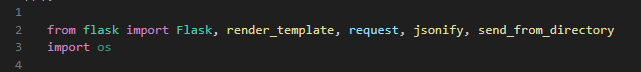 1
2 from flask import Flask, render_template, request, jsonify, send_from_directory
3 import os
4